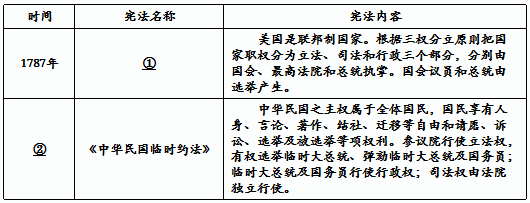 时间 宪法名称 宪法内容
1787年 ① 美国是联邦制国家。根据三权分立原则把国
家职权分为立法、司法和行政三个部分，分别由
国会、最高法院和总统执掌。国会议员和总统由
选举产生。
② 《中华民国临时约法》 中华民国之主权属于全体国民，国民享有人
身、言论、著作、结社、迁移等自由和请愿、诉
讼、选举及被选举等项权利。参议院行使立法权，
有权选举临时大总统、弹劾临时大总统及国务员；
临时大总统及国务员行使行政权；司法权由法院
独立行使。